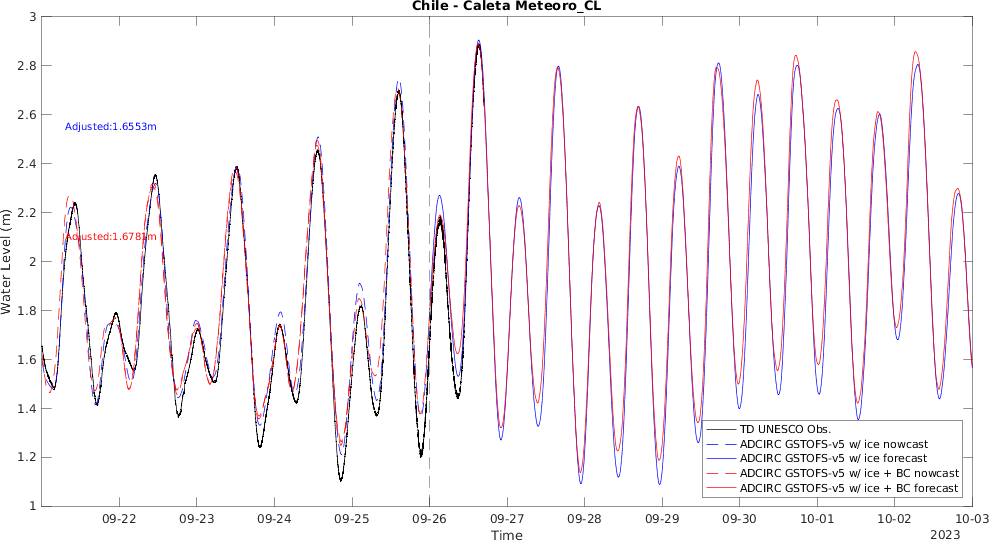 Chile - Caleta Meteoro_CL
3
2.8
2.6
2.4
2.2
2
1.8
1.6
1.4
1.2
1
Water Level (m)
Adjusted:1.6553m
Adjusted:1.6781m
TD UNESCO Obs.
ADCIRC GSTOFS-v5 w/ ice nowcast
ADCIRC GSTOFS-v5 w/ ice forecast
ADCIRC GSTOFS-v5 w/ ice + BC nowcast
ADCIRC GSTOFS-v5 w/ ice + BC forecast
09-22 09-23 09-24 09-25 09-26 09-27 09-28 09-29 09-30 10-01 10-02 10-03
Time
2023